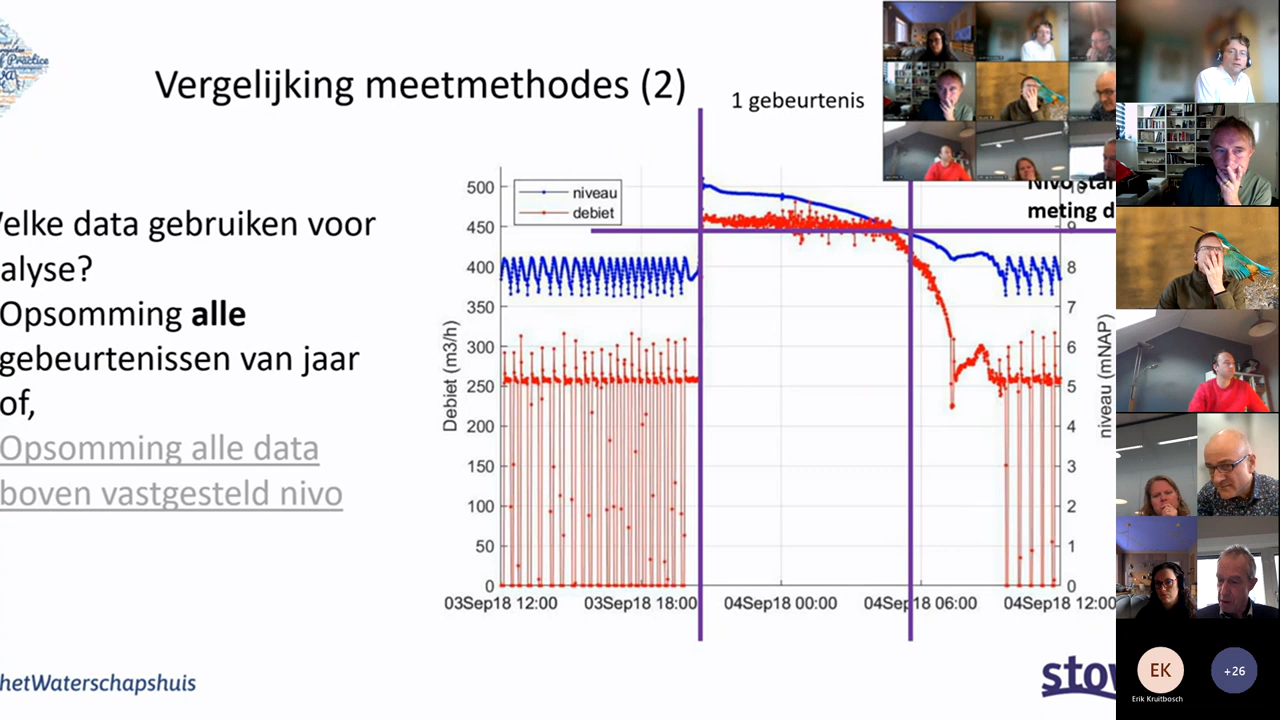 f Practice
Vergelijking meetmethodes (2)
1 gebeurtenis
elke data gebruiken voor
alyse?
Opsomming alle
gebeurtenissen van jaar
of,
Opsomming alle data
boven vastgesteld nivo
niveau
debiet
meting d
Debiet (m3/h)
500
450
400
350
300
250
200
150
100
50
0
niveau (mNAP)
8
7
6
5
4
3
2
1
0
03Sep18 12:00
03Sep18 18:00
04Sep18 00:00
04Sep18 06:00
04Sep18 12:00
hetWaterschapshuis
stow
EK
Erik Kruitbosch
+26